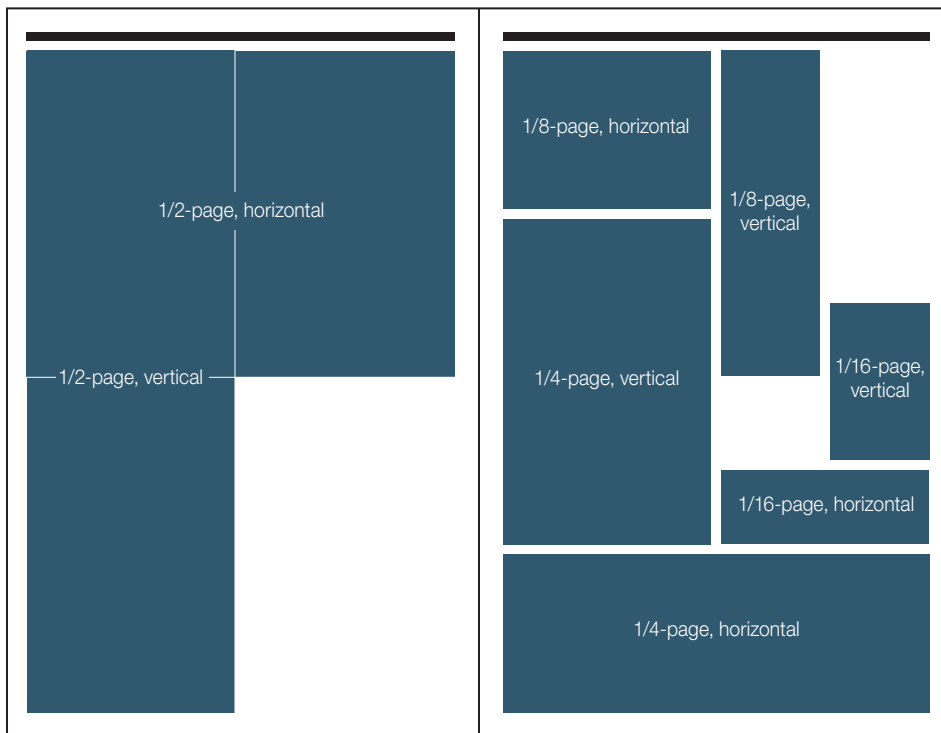 1/2-page, horizontal
1/2-page, vertical
1/8-page, horizontal
1/8-page,
vertical
1/4-page, vertical
1/16-page,
vertical
1/16-page, horizontal
1/4-page, horizontal